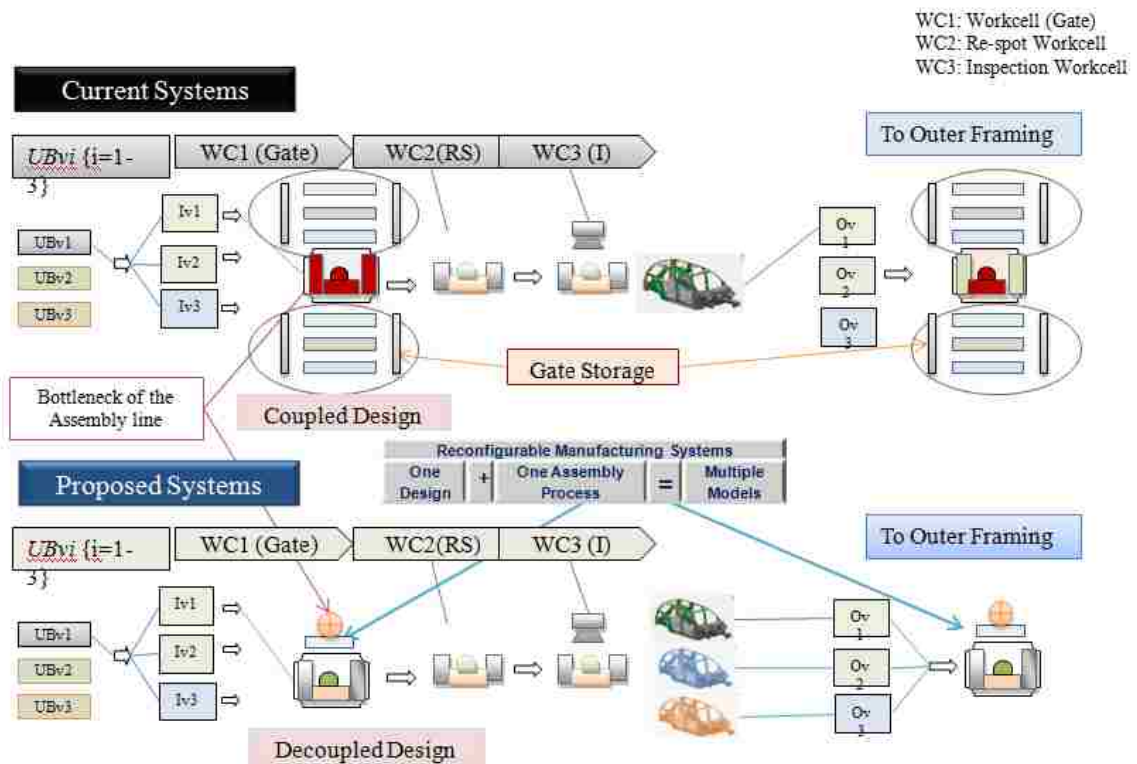 WC1: Workcell (Gate)
WC2: Re-spot Workcell
WC3: Inspection Workcell
Current Systems
To Outer Framing
UBvi {i=1-
3}
WC1 (Gate)
WC2(RS)
WC3 (I)
Iv1
Iv2
Iv3
UBv1
UBv2
UBv3
Ov
1
Ov
2
Ov
3
Gate Storage
Bottleneck of the
Assembly line
Coupled Design
Reconfigurable Manufacturing Systems
One
Design
+
One Assembly
Process
=
Multiple
Models
Proposed Systems
To Outer Framing
UBvi {i=1-
3}
WC1 (Gate)
WC2(RS)
WC3 (I)
Iv1
Iv2
Iv3
UBv1
UBv2
UBv3
Ov
1
Ov
2
Ov
3
Decoupled Design